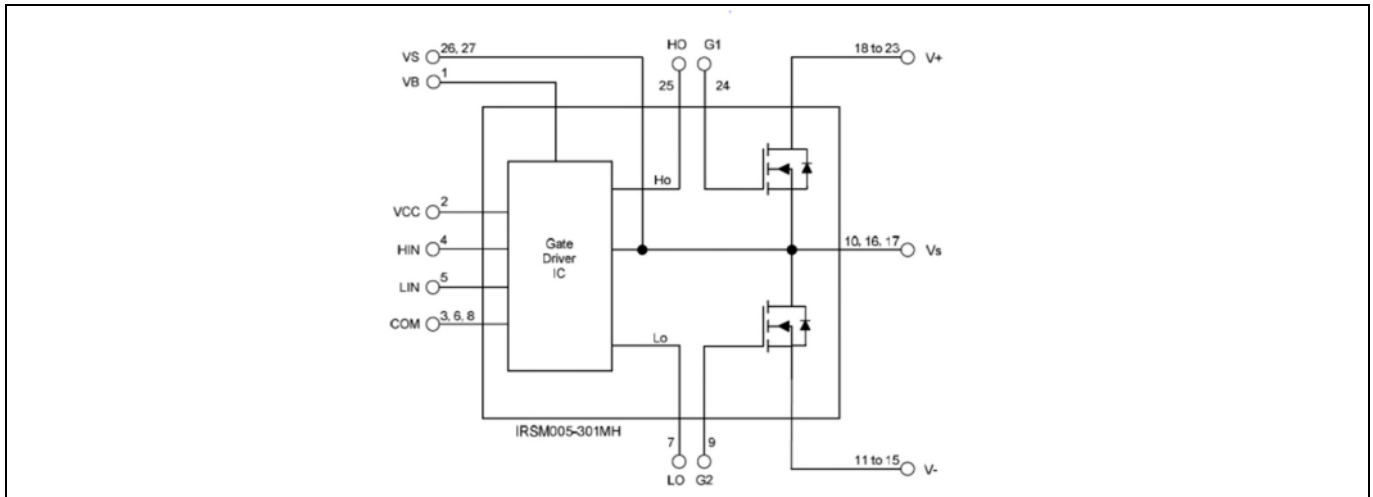 VS 26, 27
VB 1
HO G1
25 24
18 to 23 V+
Ho
VCC 2
HIN 4
LIN 5
COM 3, 6, 8
Gate
Driver
IC
10, 16, 17 Vs
Lo
IRSM005-301MH
7 9
LO G2
11 to 15 V-